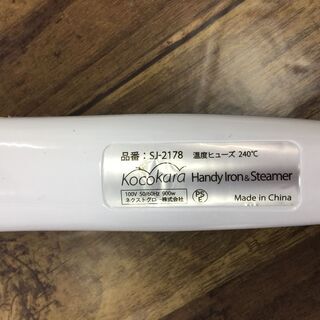 品番：SJ-2178 温度ヒューズ 240℃
Kocokara Handy Iron & Steamer
100V 50/60Hz 900w
ネクストグロー株式会社
PS E
Made in China